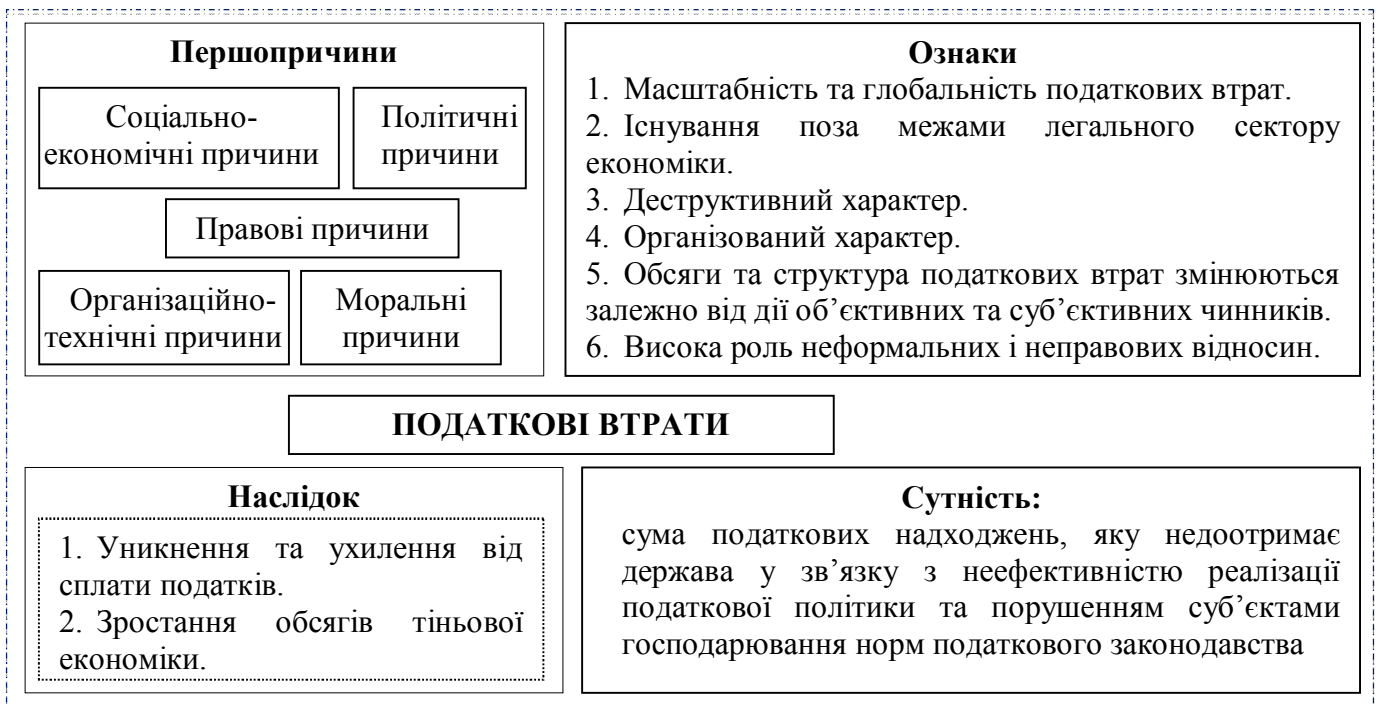 Першопричини
Соціально-
економічні причини
Політичні
причини
Правові причини
Організаційно-
технічні причини
Моральні
причини
Ознаки
1. Масштабність та глобальність податкових втрат.
2. Існування поза межами легального сектору
економіки.
3. Деструктивний характер.
4. Організований характер.
5. Обсяги та структура податкових втрат змінюються
залежно від дії об’єктивних та суб’єктивних чинників.
6. Висока роль неформальних і неправових відносин.
ПОДАТКОВІ ВТРАТИ
Наслідок
1. Уникнення та ухилення від
сплати податків.
2. Зростання обсягів тіньової
економіки.
Сутність:
сума податкових надходжень, яку недоотримає
держава у зв’язку з неефективністю реалізації
податкової політики та порушенням суб’єктами
господарювання норм податкового законодавства